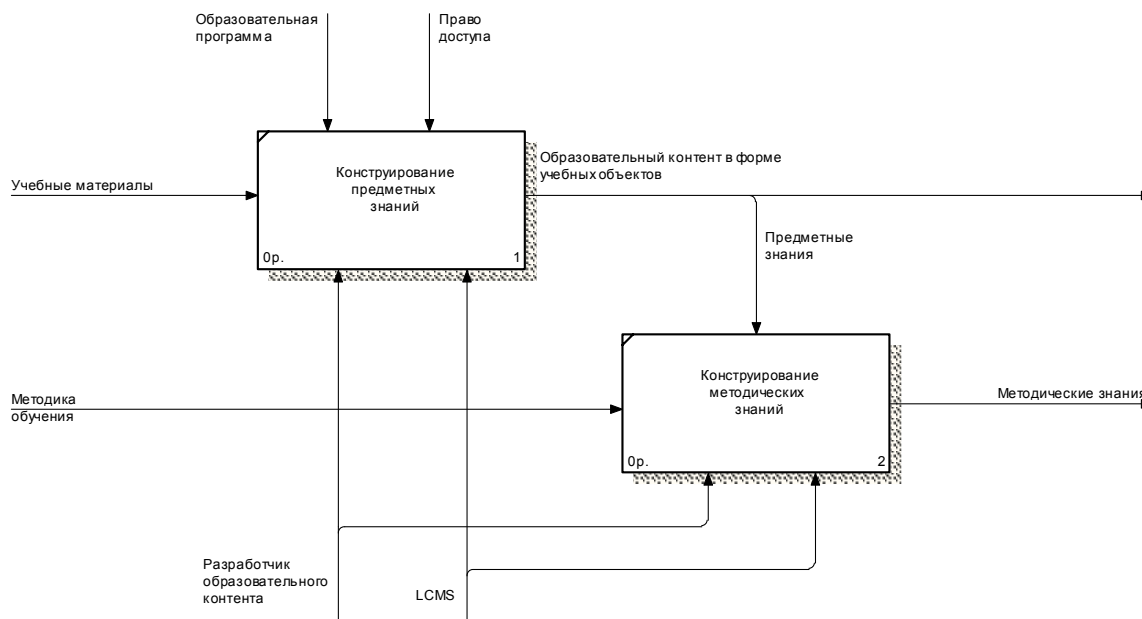 Образовательная
программа
Право
доступа
Учебные материалы
Конструирование
предметных
знаний
0р.
1
Образовательный контент в форме
учебных объектов
Предметные
знания
Методика
обучения
Конструирование
методических
знаний
0р.
2
Методические знания
Разработчик
образовательного
контента
LCMS